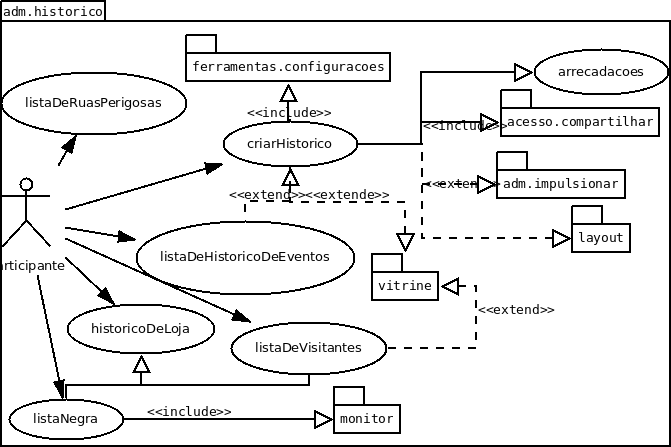 adm.historico
ferramentas.configuracoes
arrecadacoes
listaDeRuasPerigosas
<<include>>
acesso.compartilhar
<<include>>
criarHistorico
adm.impulsionar
<<extend>>
<<extend>>
<<extende>>
layout
listaDeHistoricoDeEventos
articipante
vitrine
<<extend>>
historicoDeLoja
listaDeVisitantes
listaNegra
<<include>>
monitor